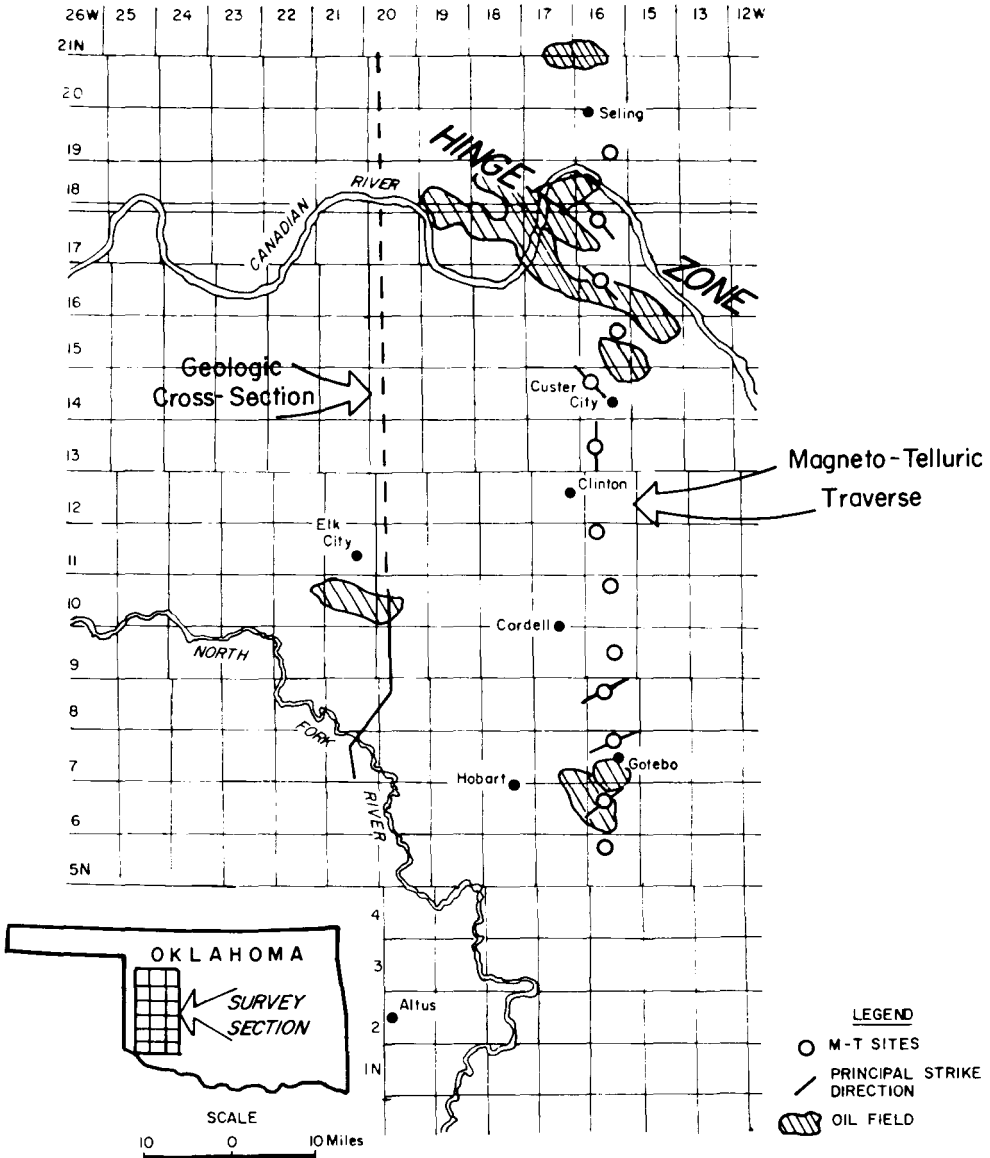 26W 25 24 23 22 21 20 19 18 17 16 15 14 13 12W
21N
20
Seling
19
HINGE
RIVER
18
CANADIAN
17
ZONE
16
15
Geologic
Cross-Section
Custer
City
14
13
Magneto-Telluric
Traverse
Clinton
12
Elk
City
11
10
Cordell
NORTH
9
8
FORK
Gotebo
7
Hobart
RIVER
6
5N
4
OKLAHOMA
3
SURVEY
SECTION
Altus
2
1N
LEGEND
M-T SITES
PRINCIPAL STRIKE
DIRECTION
OIL FIELD
SCALE
10 0 10 Miles